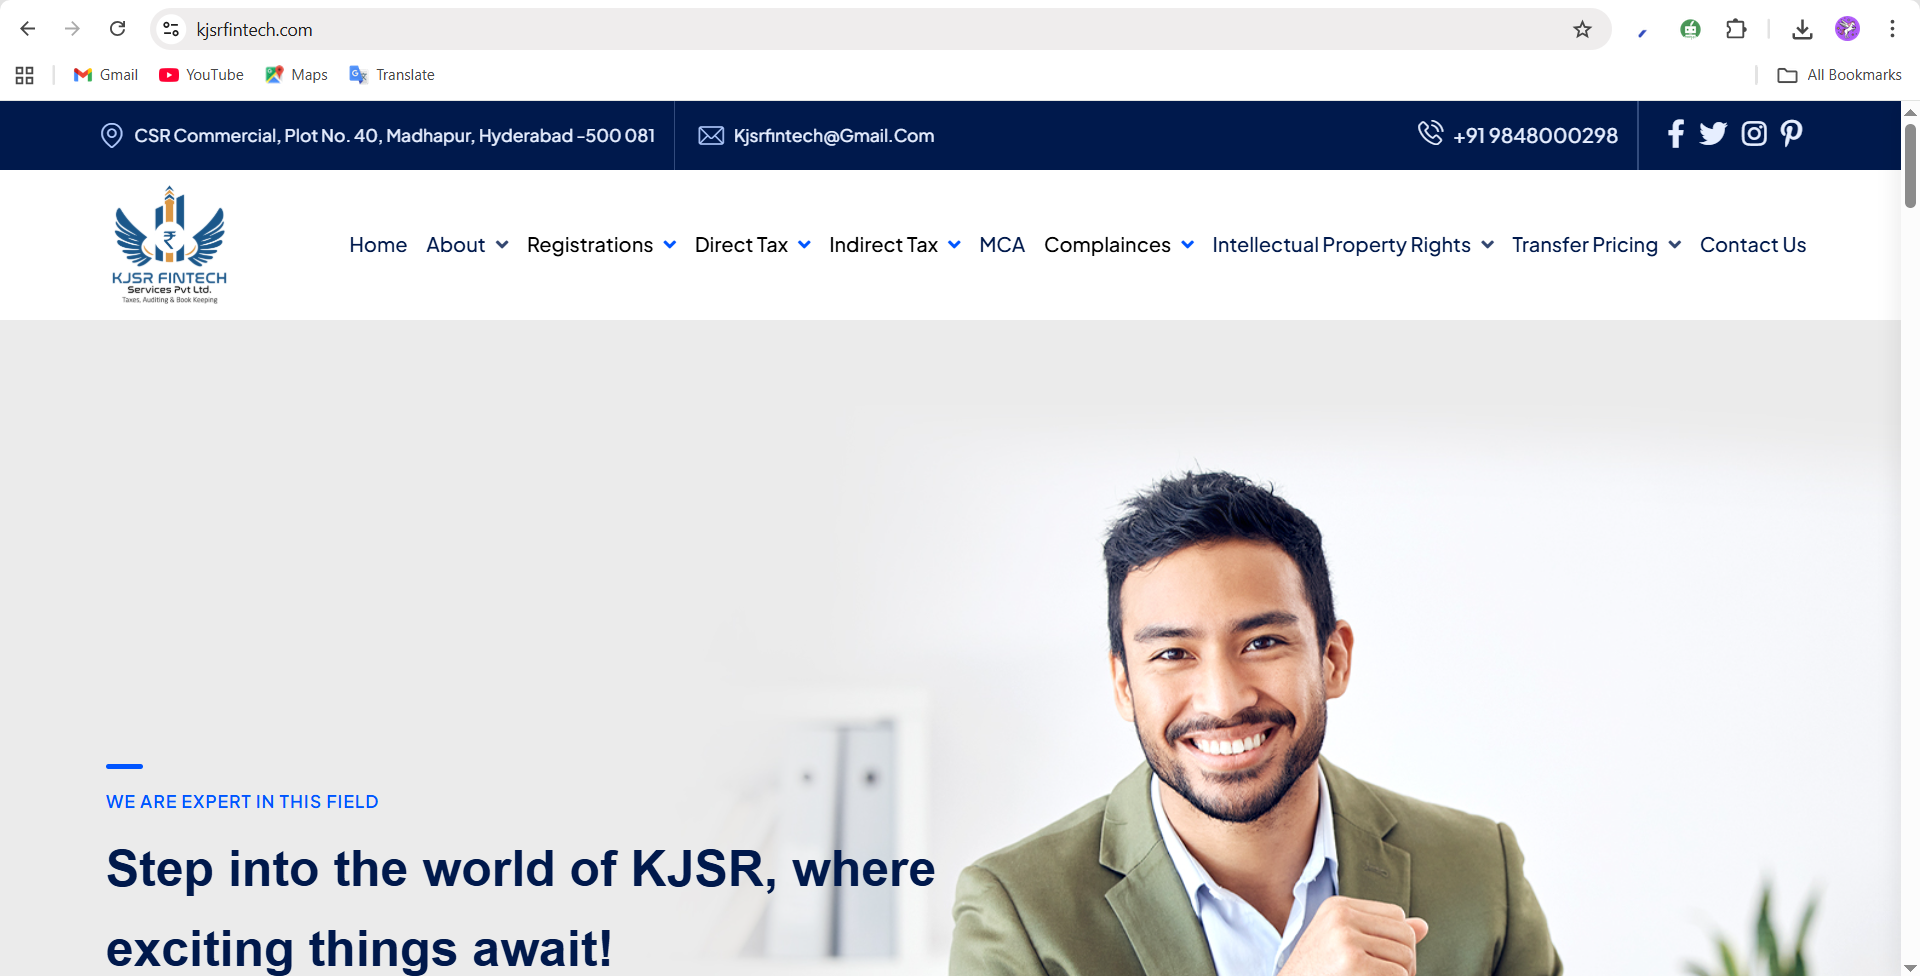 kjsrfintech.com
Gmail YouTube Maps Translate All Bookmarks
CSR Commercial, Plot No. 40, Madhapur, Hyderabad -500 081 Kjsrfintech@Gmail.Com +91 9848000298
₹
KJSR FINTECH
Services Pvt Ltd.
Taxes, Auditing & Book Keeping
Home About Registrations Direct Tax Indirect Tax MCA Complainces Intellectual Property Rights Transfer Pricing Contact Us
WE ARE EXPERT IN THIS FIELD
Step into the world of KJSR, where
exciting things await!